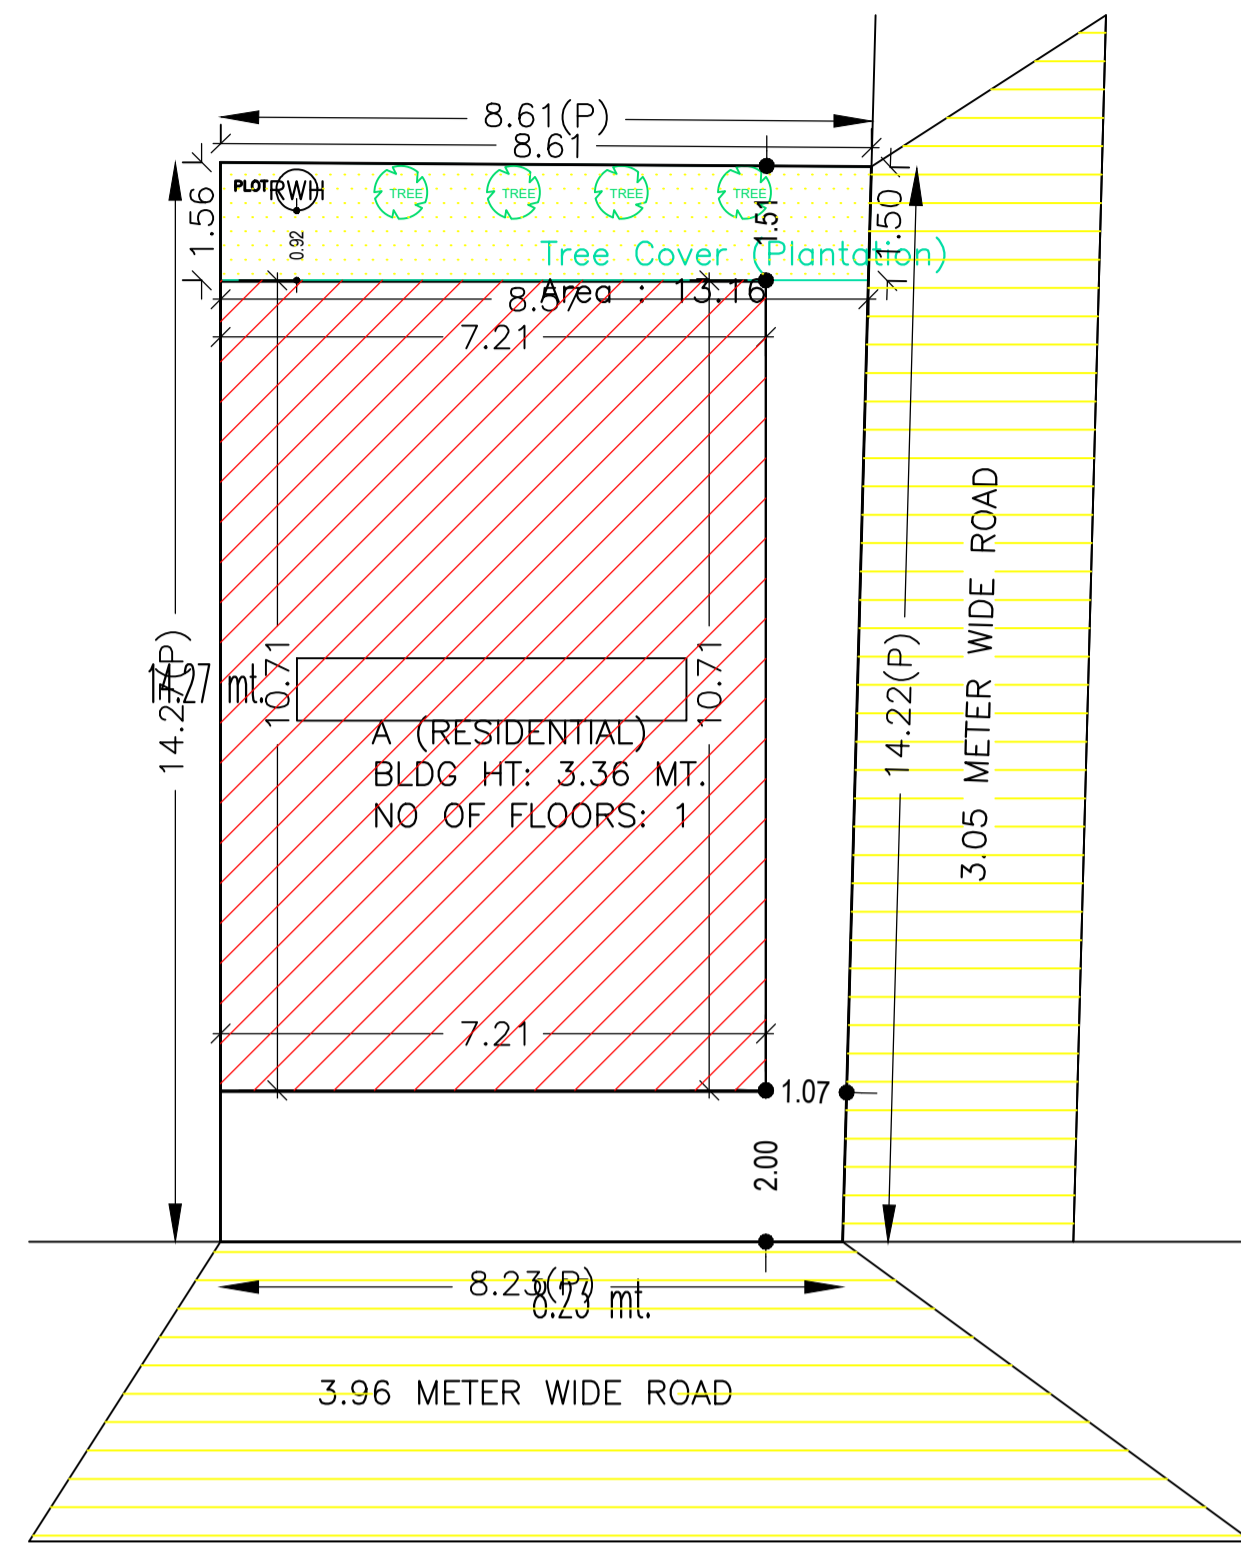 8.61(P)
8.61
PLOT
RWH
TREE
TREE
TREE
TREE
1.56
0.92
1.51
1.50
Tree Cover (Plantation)
Area : 13.16
8.57
7.21
14.27(P)
14.27 mt.
10.71
10.71
14.22(P)
3.05 METER WIDE ROAD
A (RESIDENTIAL)
BLDG HT: 3.36 MT.
NO OF FLOORS: 1
7.21
1.07
2.00
8.23(P)
8.23 mt.
3.96 METER WIDE ROAD